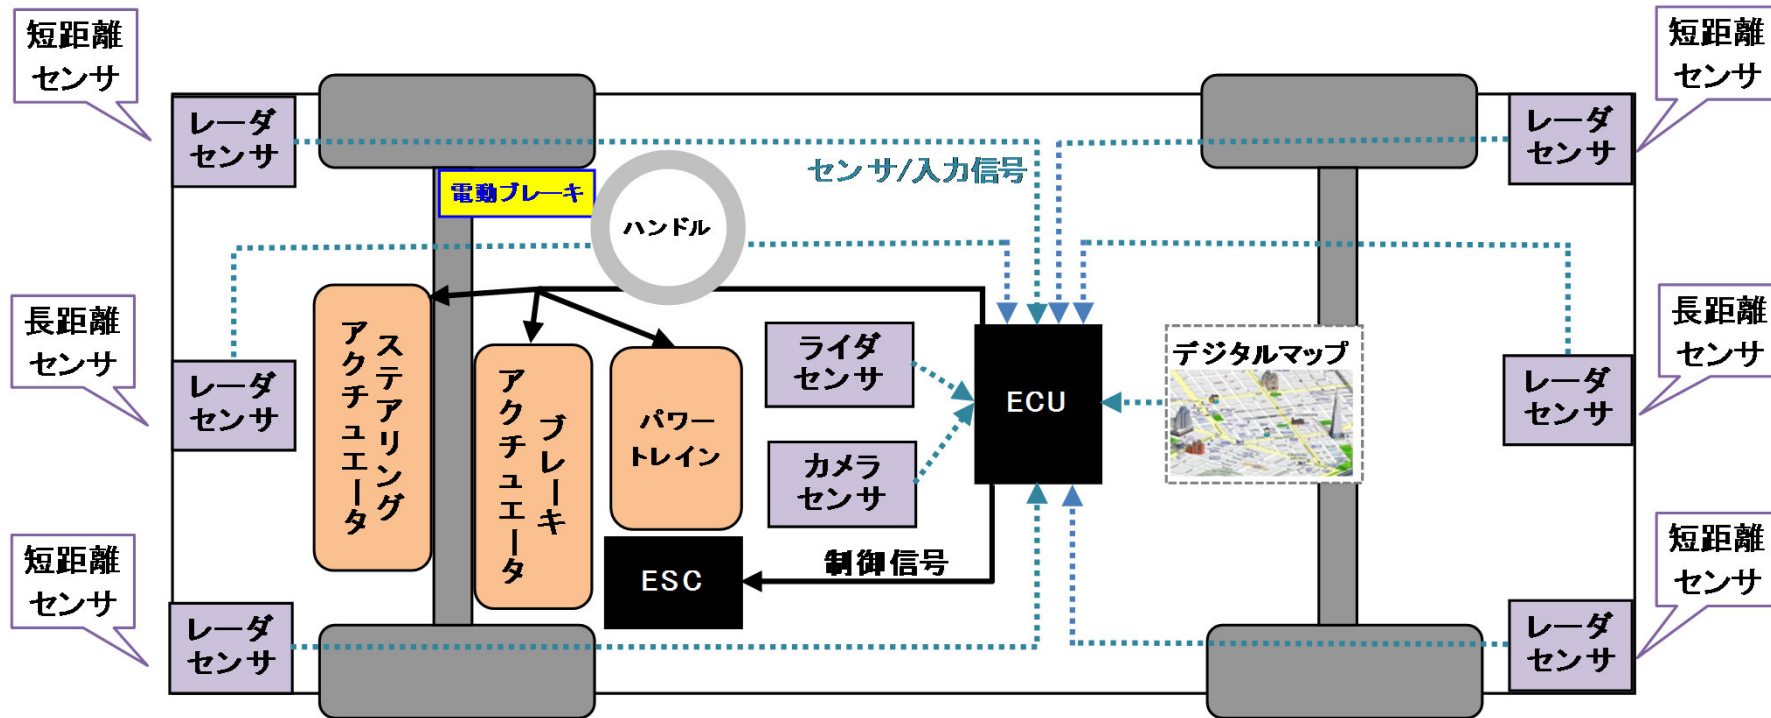 短距離
センサ
短距離
センサ
レーダ
センサ
レーダ
センサ
センサ/入力信号
電動ブレーキ
ハンドル
長距離
センサ
長距離
センサ
レーダ
センサ
レーダ
センサ
ステアリング
アクチュエータ
ブレーキ
アクチュエータ
パワー
トレイン
ライダ
センサ
カメラ
センサ
ECU
デジタルマップ
ESC
制御信号
短距離
センサ
短距離
センサ
レーダ
センサ
レーダ
センサ